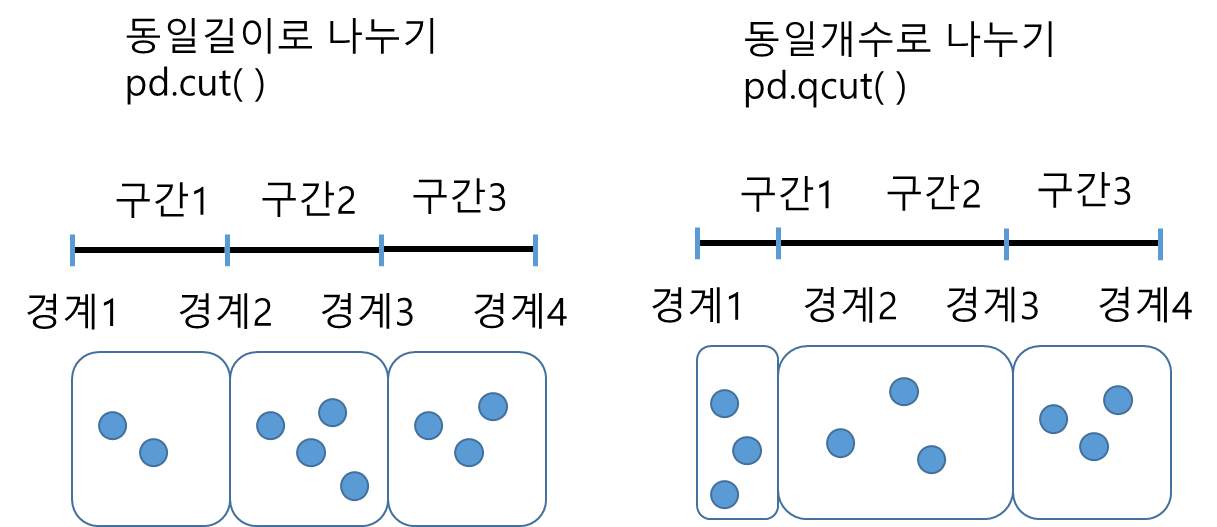 동일길이로 나누기
pd.cut( )
구간1 구간2 구간3
경계1 경계2 경계3 경계4
동일개수로 나누기
pd.qcut( )
구간1 구간2 구간3
경계1 경계2 경계3 경계4